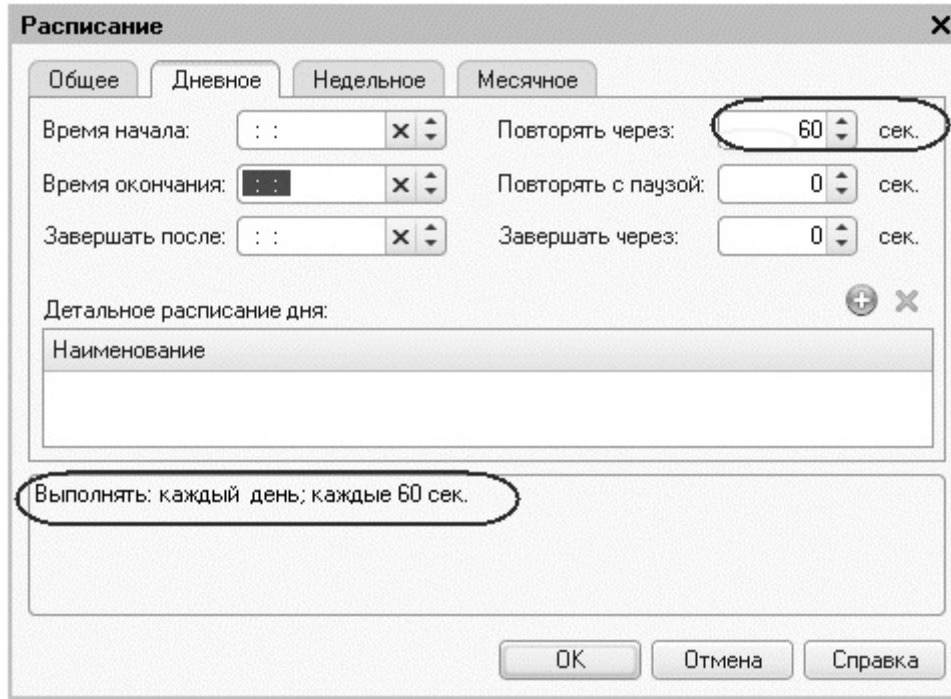 Расписание
Общее Дневное Недельное Месячное
Время начала: : : Повторять через: 60 сек.
Время окончания: : : Повторять с паузой: 0 сек.
Завершать после: : : Завершать через: 0 сек.
Детальное расписание дня:
Наименование
Выполнять: каждый день; каждые 60 сек.
OK Отмена Справка